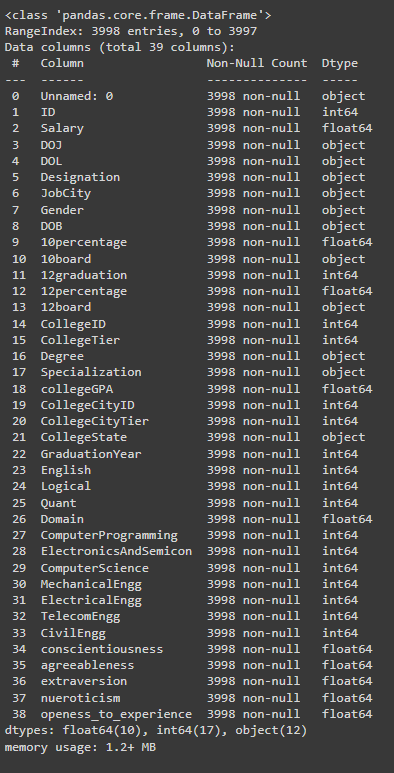 <class 'pandas.core.frame.DataFrame'>
RangeIndex: 3998 entries, 0 to 3997
Data columns (total 39 columns):
 #   Column                 Non-Null Count  Dtype
---  ------                 --------------  -----
 0   Unnamed: 0             3998 non-null   object
 1   ID                     3998 non-null   int64
 2   Salary                 3998 non-null   float64
 3   DOJ                    3998 non-null   object
 4   DOL                    3998 non-null   object
 5   Designation            3998 non-null   object
 6   JobCity                3998 non-null   object
 7   Gender                 3998 non-null   object
 8   DOB                    3998 non-null   object
 9   10percentage           3998 non-null   float64
 10  10board                3998 non-null   object
 11  12graduation           3998 non-null   int64
 12  12percentage           3998 non-null   float64
 13  12board                3998 non-null   object
 14  CollegeID              3998 non-null   int64
 15  CollegeTier            3998 non-null   int64
 16  Degree                 3998 non-null   object
 17  Specialization         3998 non-null   object
 18  collegeGPA             3998 non-null   float64
 19  CollegeCityID          3998 non-null   int64
 20  CollegeCityTier        3998 non-null   int64
 21  CollegeState           3998 non-null   object
 22  GraduationYear         3998 non-null   int64
 23  English                3998 non-null   int64
 24  Logical                3998 non-null   int64
 25  Quant                  3998 non-null   int64
 26  Domain                 3998 non-null   float64
 27  ComputerProgramming    3998 non-null   int64
 28  ElectronicsAndSemicon  3998 non-null   int64
 29  ComputerScience        3998 non-null   int64
 30  MechanicalEngg         3998 non-null   int64
 31  ElectricalEngg         3998 non-null   int64
 32  TelecomEngg            3998 non-null   int64
 33  CivilEngg              3998 non-null   int64
 34  conscientiousness      3998 non-null   float64
 35  agreeableness          3998 non-null   float64
 36  extraversion           3998 non-null   float64
 37  nueroticism            3998 non-null   float64
 38  openess_to_experience  3998 non-null   float64
dtypes: float64(10), int64(17), object(12)
memory usage: 1.2+ MB